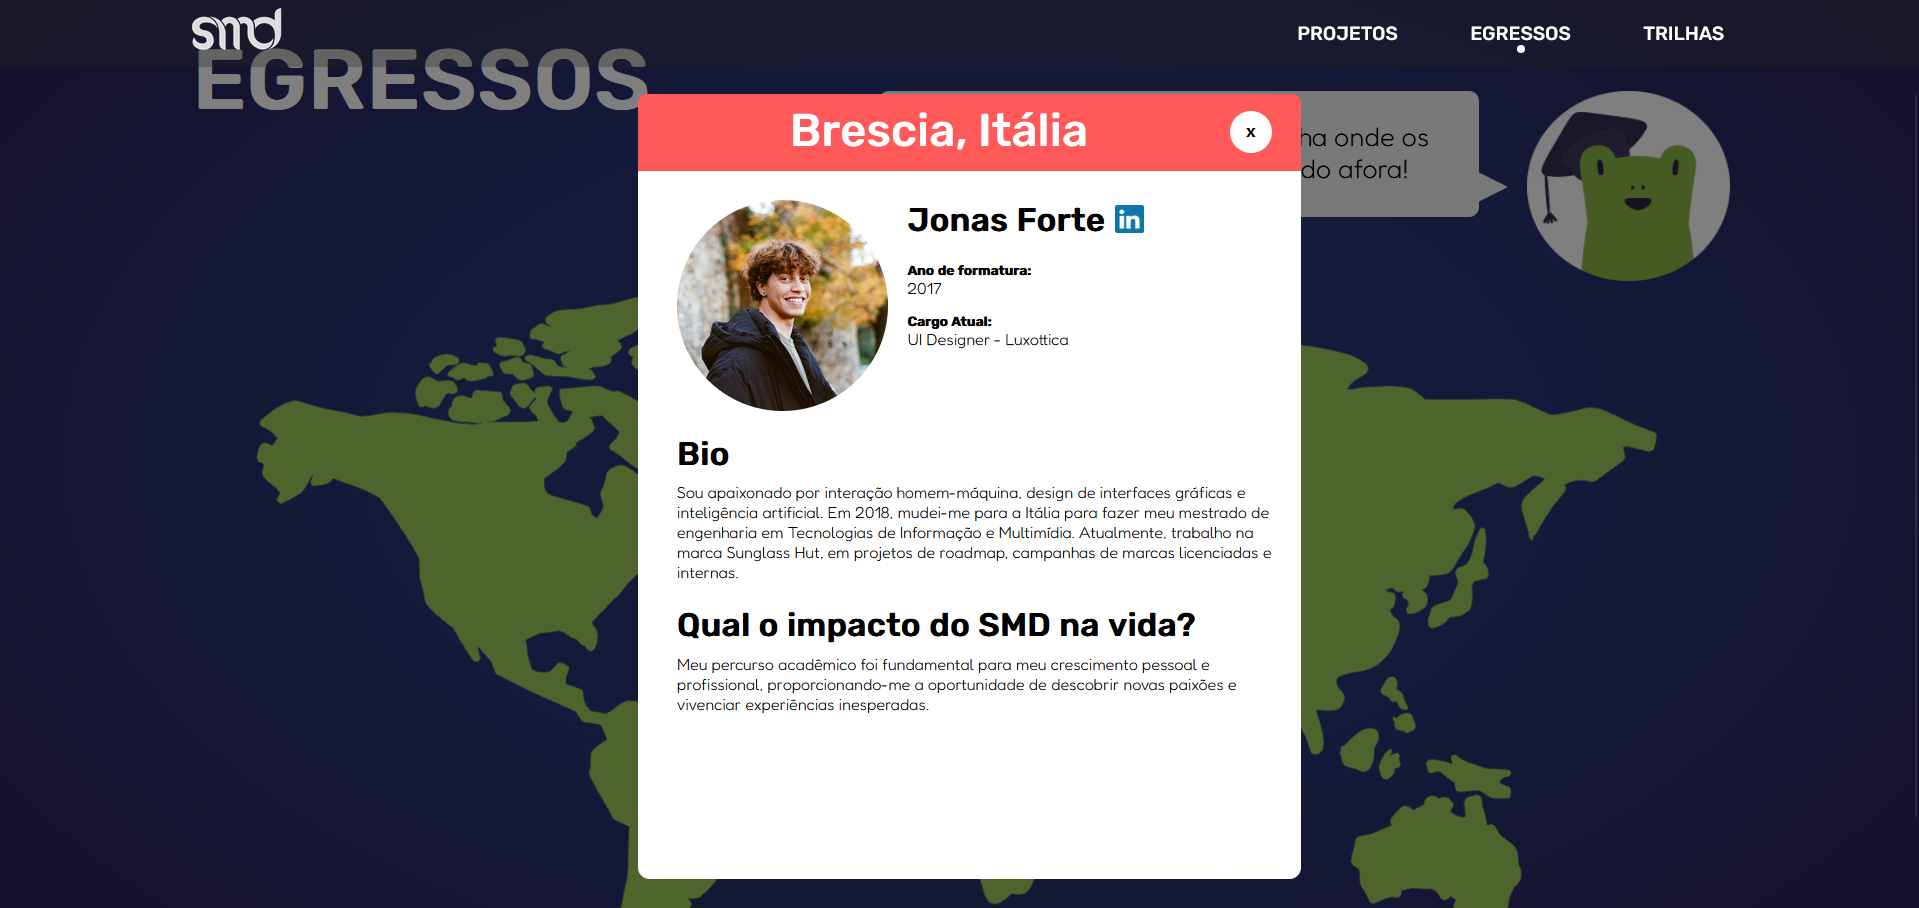 smd
PROJETOS
EGRESSOS
TRILHAS
EGRESSOS
onde os
afora!
Brescia, Itália
x
Jonas Forte in
Ano de formatura:
2017
Cargo Atual:
UI Designer - Luxottica
Bio
Sou apaixonado por interação homem-máquina, design de interfaces gráficas e
inteligência artificial. Em 2018, mudei-me para a Itália para fazer meu mestrado de
engenharia em Tecnologias de Informação e Multimídia. Atualmente, trabalho na
marca Sunglass Hut, em projetos de roadmap, campanhas de marcas licenciadas e
internas.
Qual o impacto do SMD na vida?
Meu percurso acadêmico foi fundamental para meu crescimento pessoal e
profissional, proporcionando-me a oportunidade de descobrir novas paixões e
vivenciar experiências inesperadas.